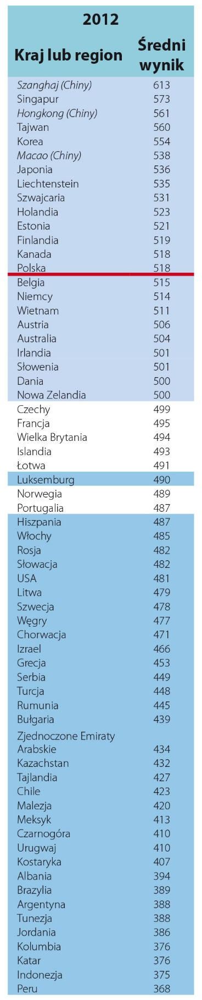 2012
Kraj lub region Średni wynik
Szanghaj (Chiny) 613
Singapur 573
Hongkong (Chiny) 561
Tajwan 560
Korea 554
Macao (Chiny) 538
Japonia 536
Liechtenstein 535
Szwajcaria 531
Holandia 523
Estonia 521
Finlandia 519
Kanada 518
Polska 518
Belgia 515
Niemcy 514
Wietnam 511
Austria 506
Australia 504
Irlandia 501
Słowenia 501
Dania 500
Nowa Zelandia 500
Czechy 499
Francja 495
Wielka Brytania 494
Islandia 493
Łotwa 491
Luksemburg 490
Norwegia 489
Portugalia 487
Hiszpania 487
Włochy 485
Rosja 482
Słowacja 482
USA 481
Litwa 479
Szwecja 478
Węgry 477
Chorwacja 471
Izrael 466
Grecja 453
Serbia 449
Turcja 448
Rumunia 445
Bułgaria 439
Zjednoczone Emiraty
Arabskie 434
Kazachstan 432
Tajlandia 427
Chile 423
Malezja 420
Meksyk 413
Czarnogóra 410
Urugwaj 410
Kostaryka 407
Albania 394
Brazylia 389
Argentyna 388
Tunezja 388
Jordania 386
Kolumbia 376
Katar 376
Indonezja 375
Peru 368